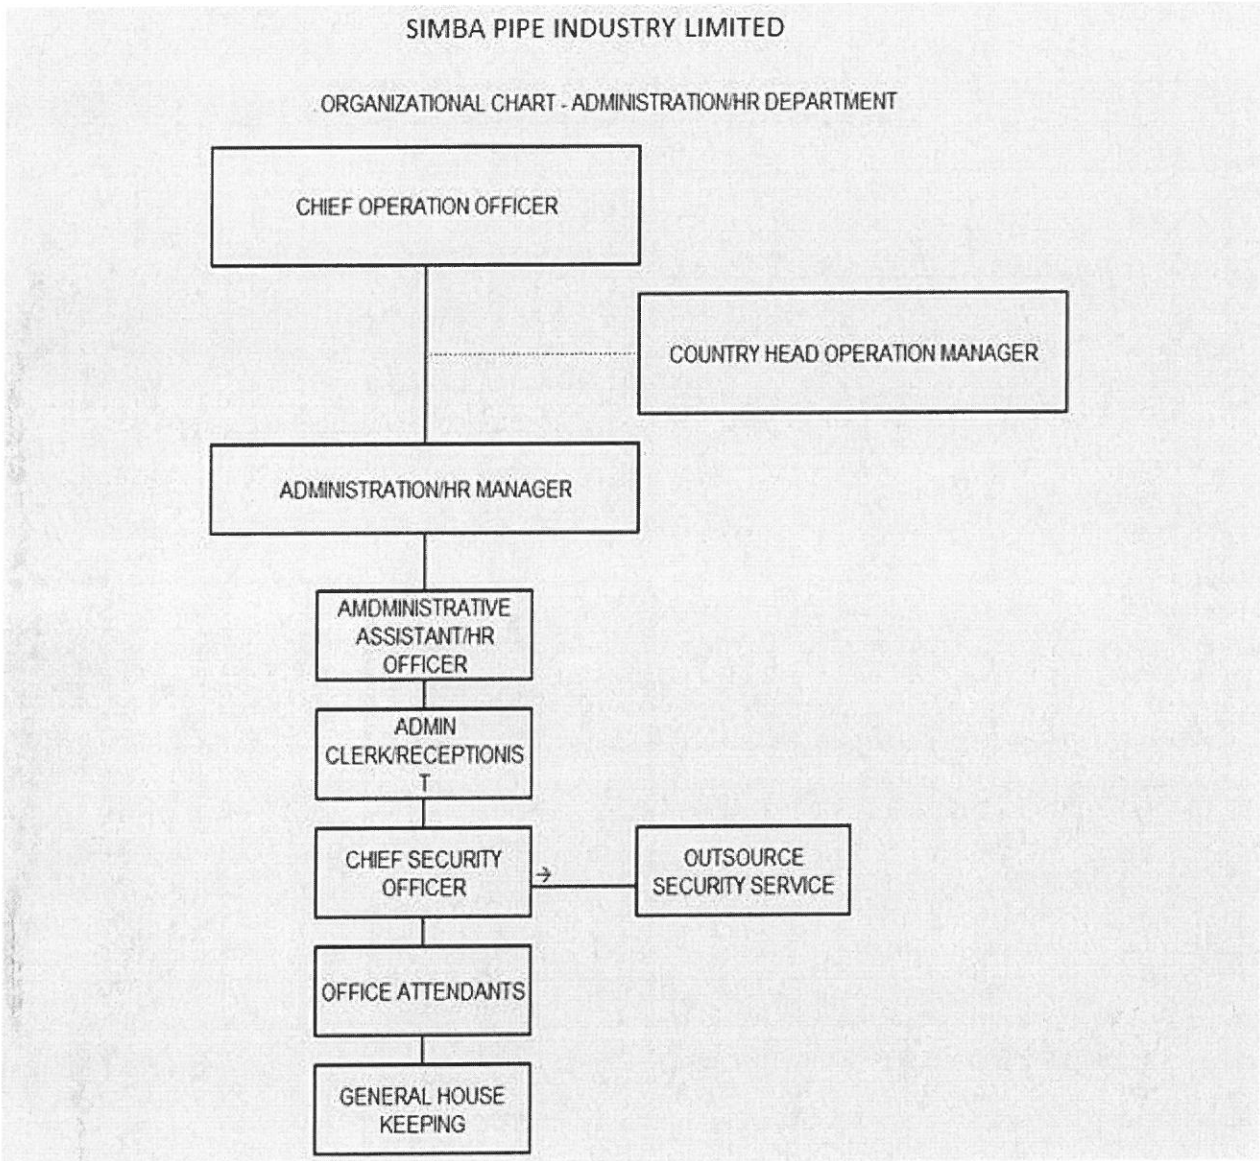 SIMBA PIPE INDUSTRY LIMITED
ORGANIZATIONAL CHART - ADMINISTRATION/HR DEPARTMENT
CHIEF OPERATION OFFICER
COUNTRY HEAD OPERATION MANAGER
ADMINISTRATION/HR MANAGER
AMDMINISTRATIVE
ASSISTANT/HR
OFFICER
ADMIN
CLERK/RECEPTIONIS
T
CHIEF SECURITY
OFFICER
OUTSOURCE
SECURITY SERVICE
OFFICE ATTENDANTS
GENERAL HOUSE
KEEPING